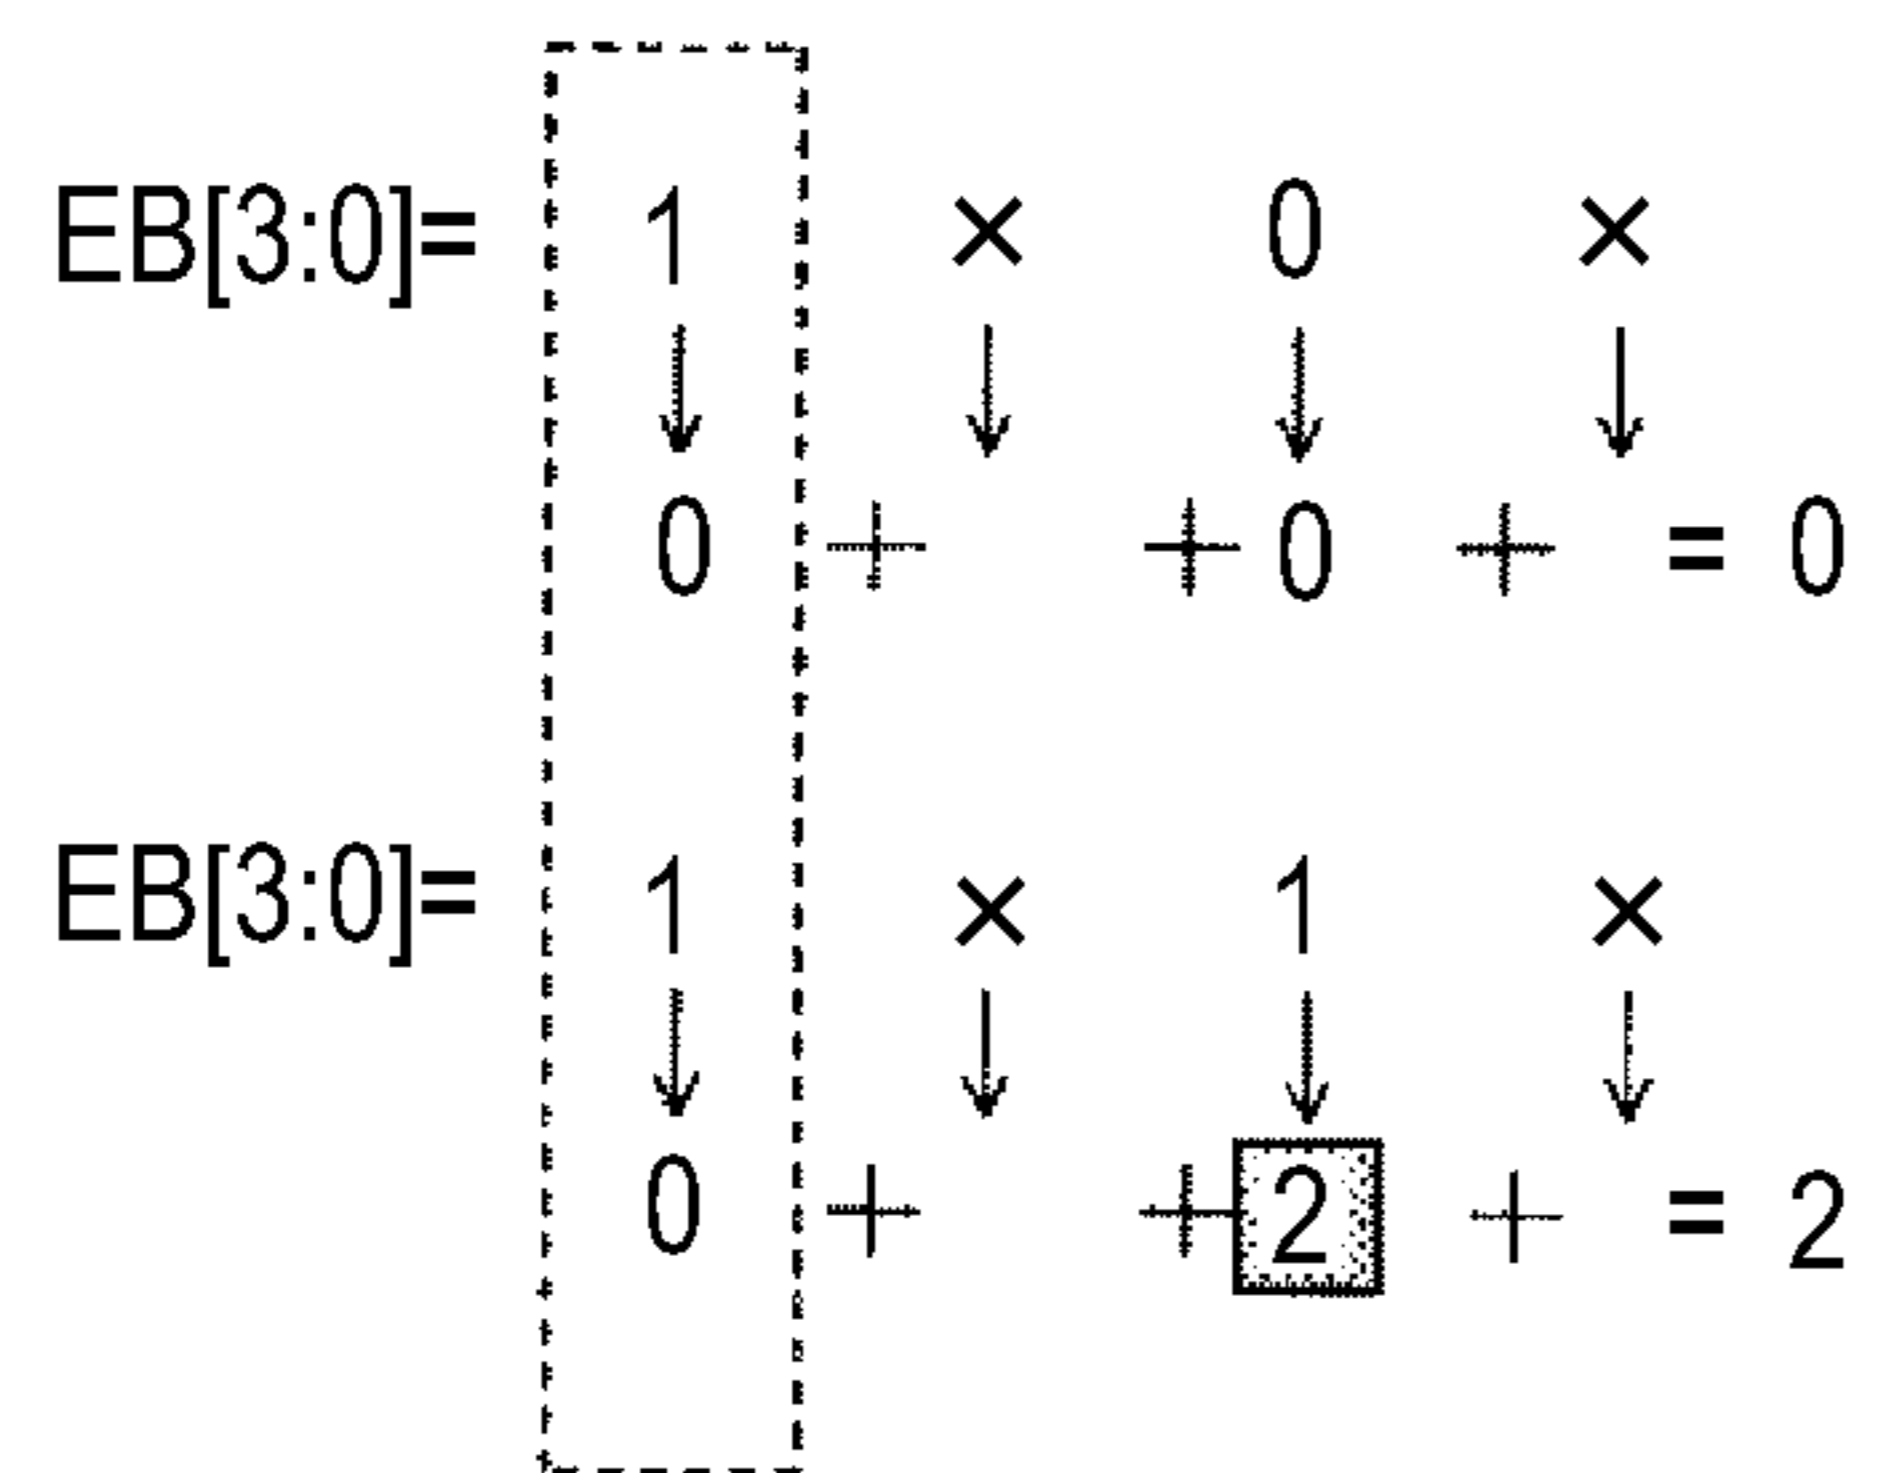 EB[3:0]= 1 × 0 ×
0 + + 0 + = 0
EB[3:0]= 1 × 1 ×
0 + + 2 + = 2